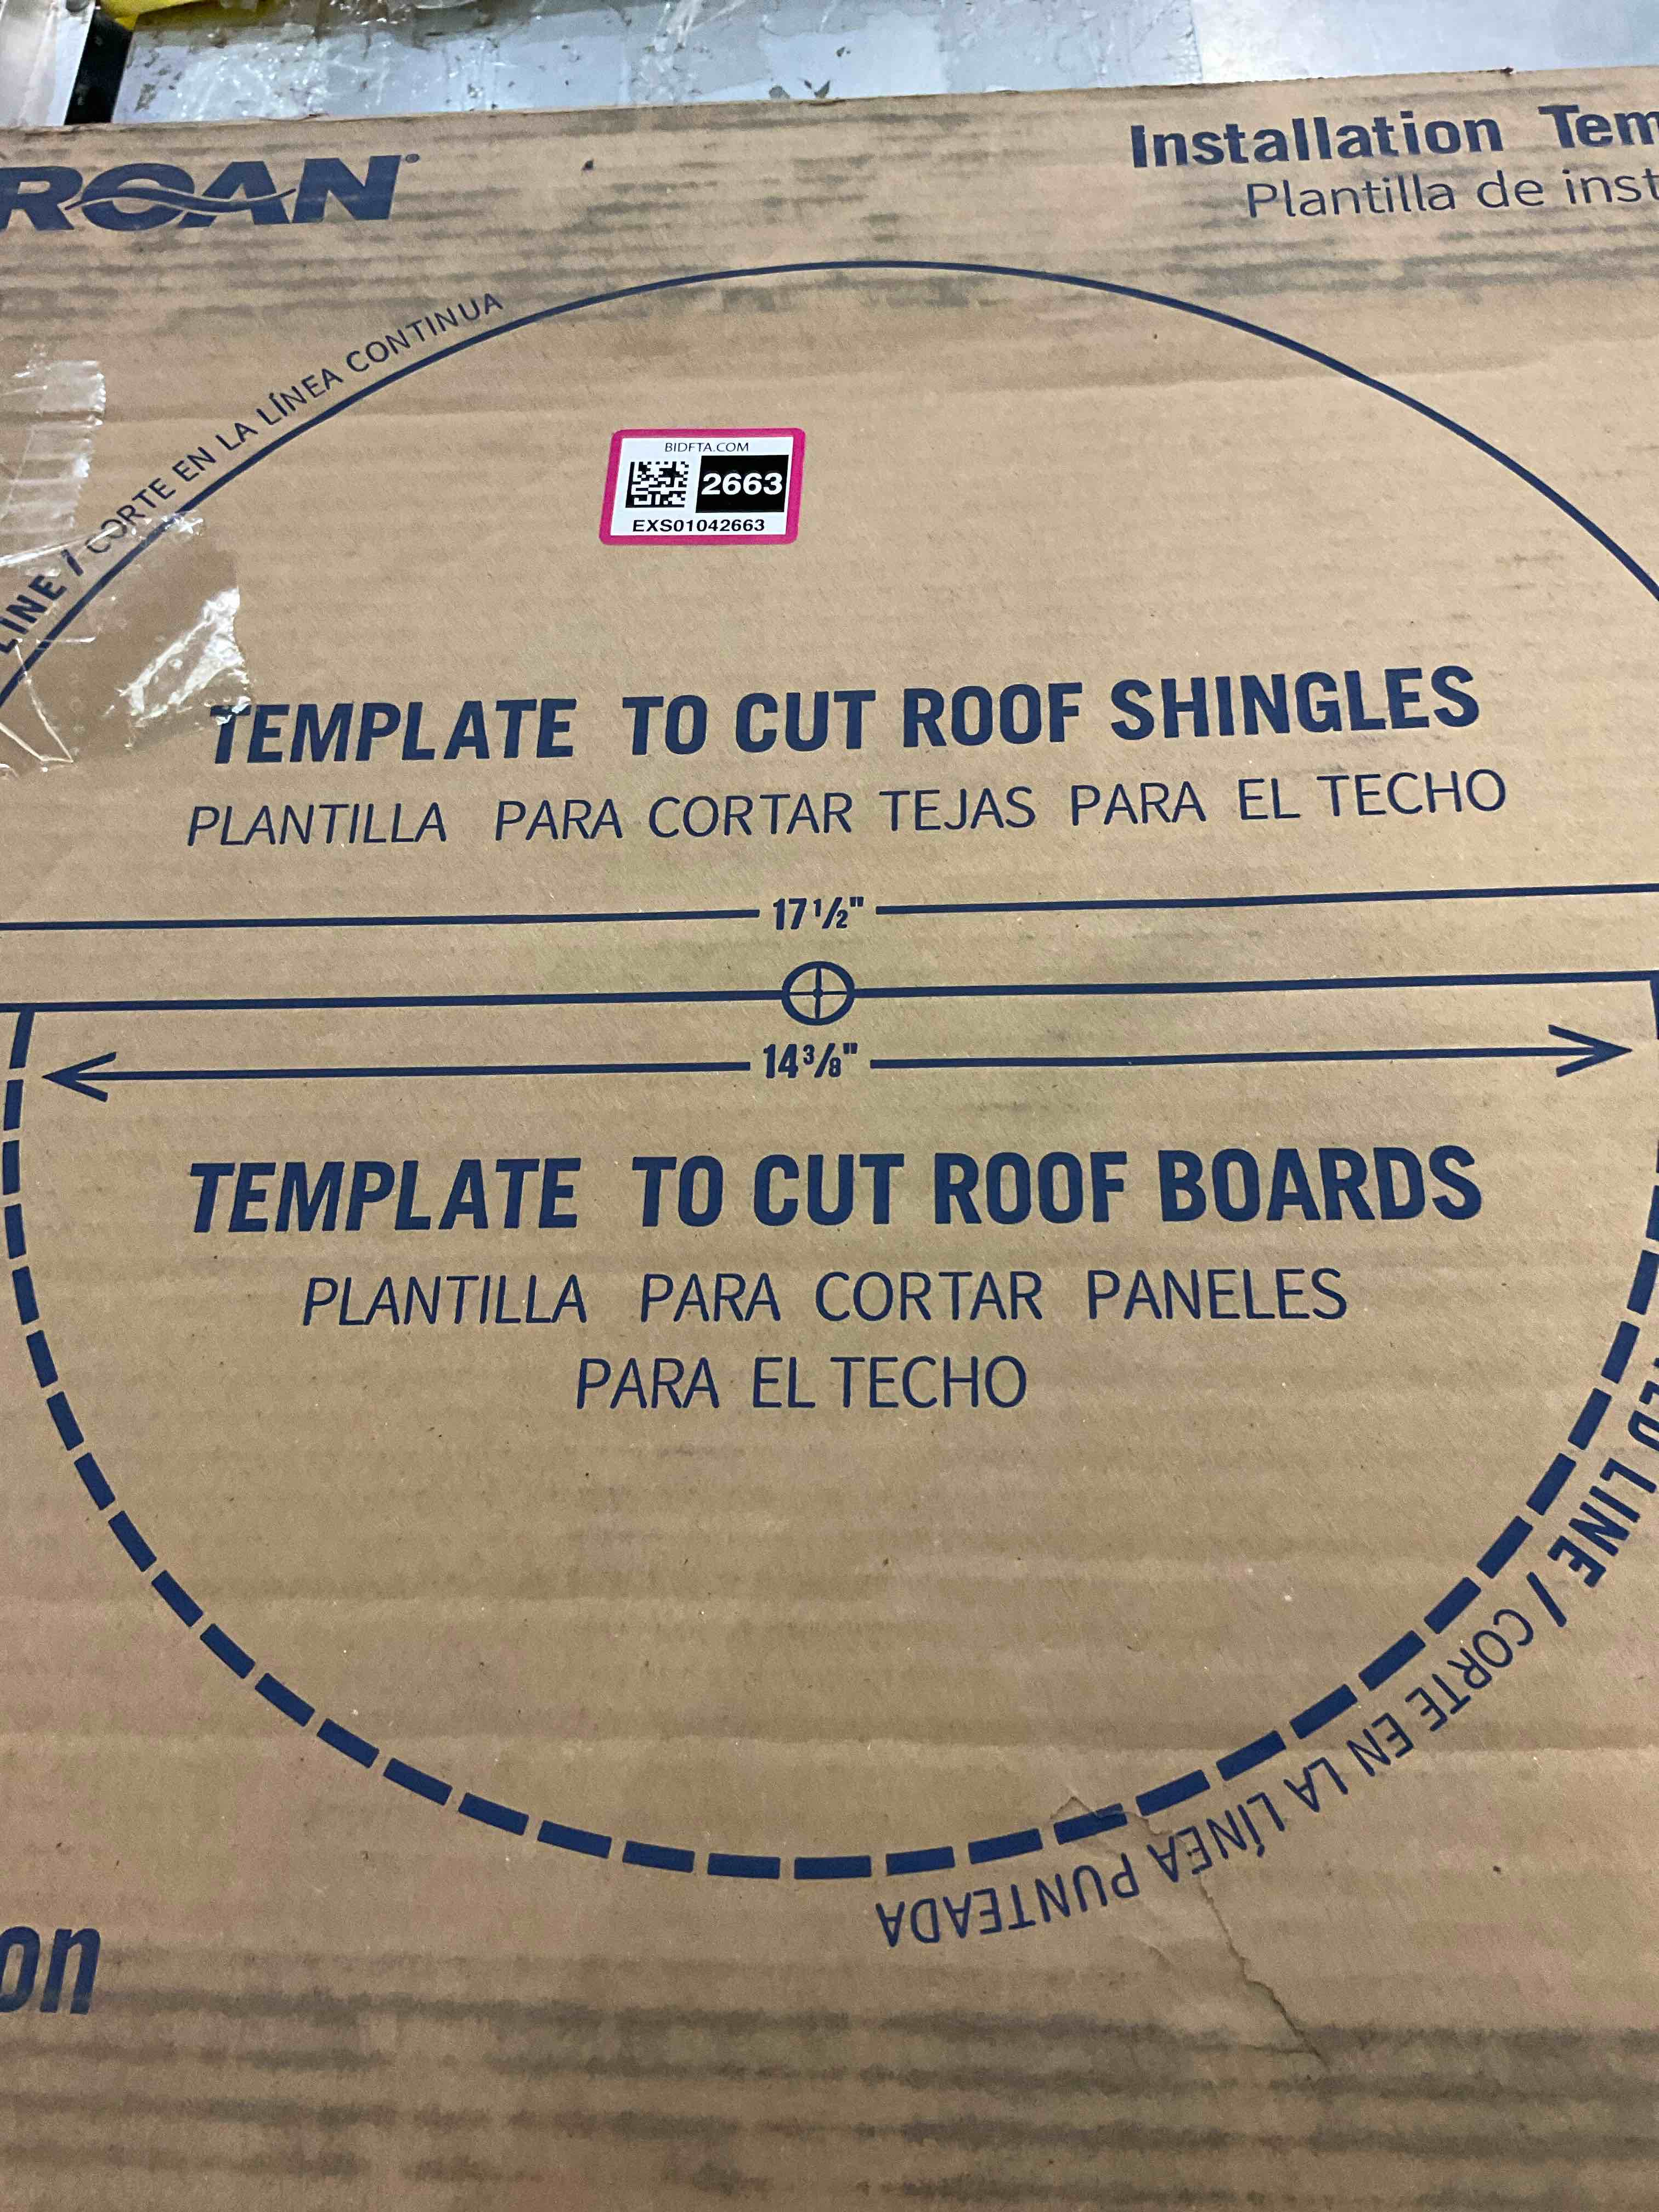 ROAN
Installation Tem
Plantilla de inst
LINE / CORTE EN LA LÍNEA CONTINUA
BIDFTA.COM
2663
EXS01042663
TEMPLATE TO CUT ROOF SHINGLES
PLANTILLA PARA CORTAR TEJAS PARA EL TECHO
17 1/2"
14 3/8"
TEMPLATE TO CUT ROOF BOARDS
PLANTILLA PARA CORTAR PANELES
PARA EL TECHO
ED LINE / CORTE EN LA LÍNEA PUNTEADA
on